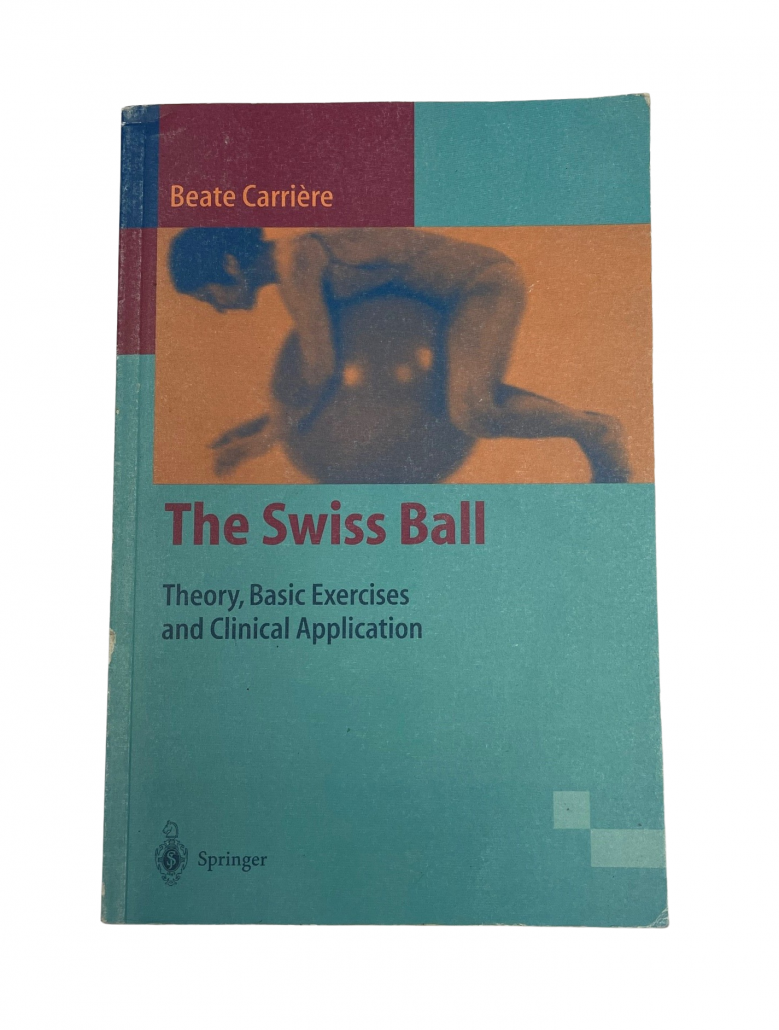 Beate Carrière
The Swiss Ball
Theory, Basic Exercises
and Clinical Application
Springer